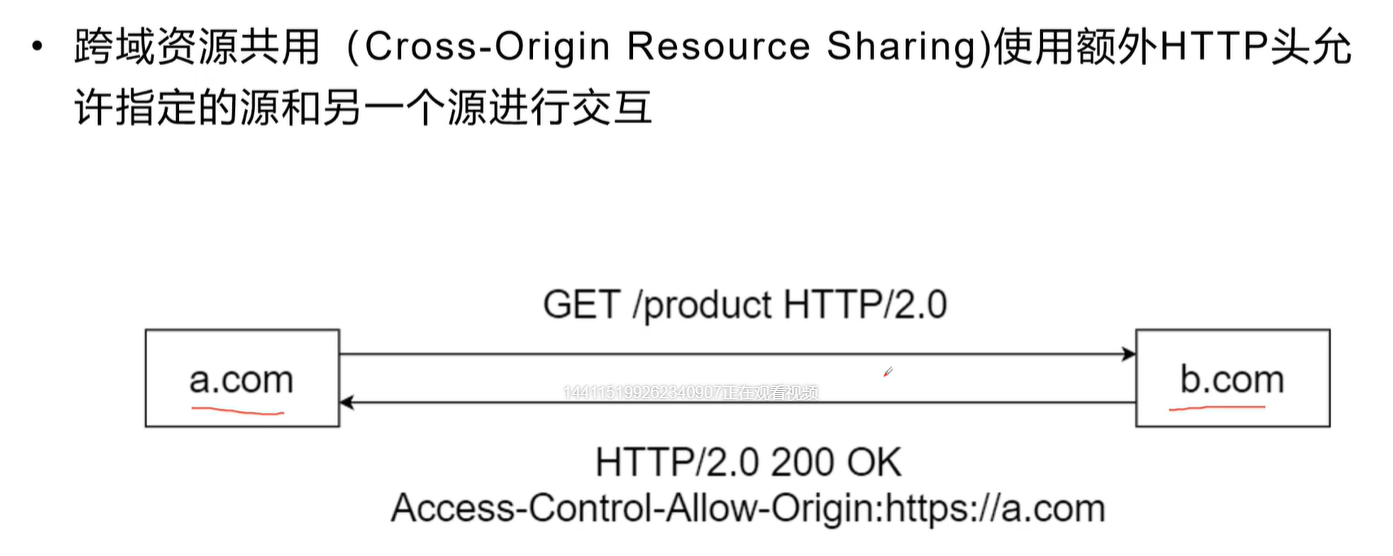 • 跨域资源共用（Cross-Origin Resource Sharing)使用额外HTTP头允
许指定的源和另一个源进行交互
GET /product HTTP/2.0
a.com
b.com
144115199262340907正在观看视频
HTTP/2.0 200 OK
Access-Control-Allow-Origin:https://a.com